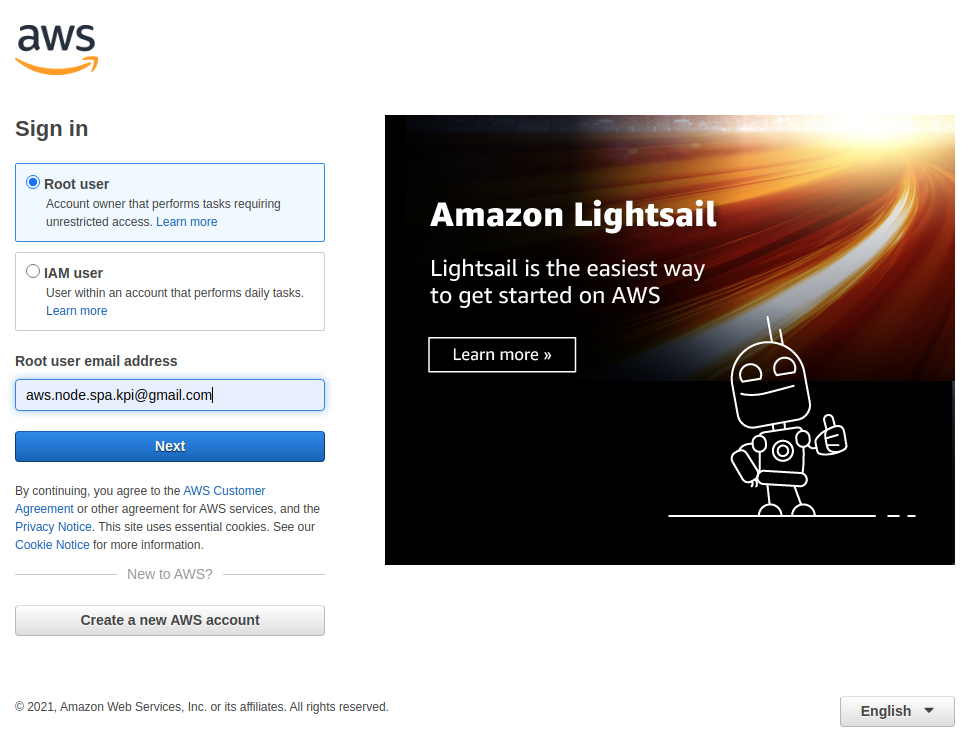 aws
Sign in
Root user
Account owner that performs tasks requiring
unrestricted access. Learn more
IAM user
User within an account that performs daily tasks.
Learn more
Root user email address
aws.node.spa.kpi@gmail.com
Next
By continuing, you agree to the AWS Customer
Agreement or other agreement for AWS services, and the
Privacy Notice. This site uses essential cookies. See our
Cookie Notice for more information.
New to AWS?
Create a new AWS account
Amazon Lightsail
Lightsail is the easiest way
to get started on AWS
Learn more »
© 2021, Amazon Web Services, Inc. or its affiliates. All rights reserved.
English